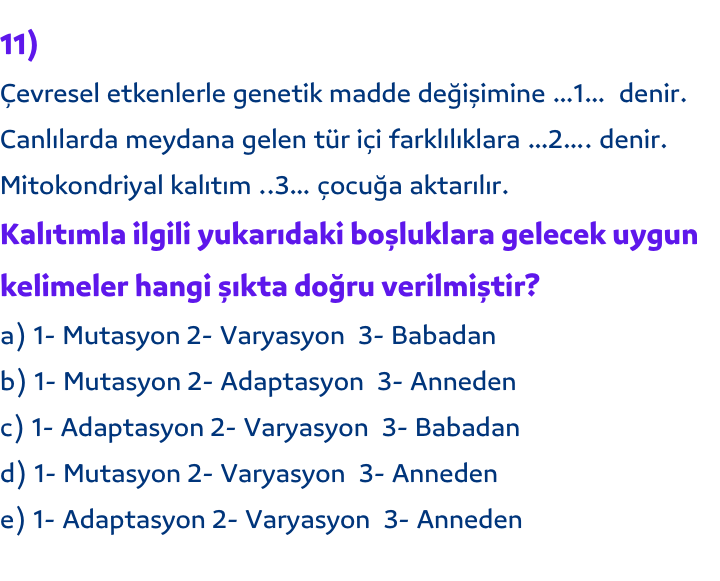 11)
Çevresel etkenlerle genetik madde değişimine ...1...  denir.
Canlılarda meydana gelen tür içi farklılıklara ...2.... denir.
Mitokondriyal kalıtım ..3... çocuğa aktarılır.
Kalıtımla ilgili yukarıdaki boşluklara gelecek uygun
kelimeler hangi şıkta doğru verilmiştir?
a) 1- Mutasyon 2- Varyasyon  3- Babadan
b) 1- Mutasyon 2- Adaptasyon  3- Anneden
c) 1- Adaptasyon 2- Varyasyon  3- Babadan
d) 1- Mutasyon 2- Varyasyon  3- Anneden
e) 1- Adaptasyon 2- Varyasyon  3- Anneden